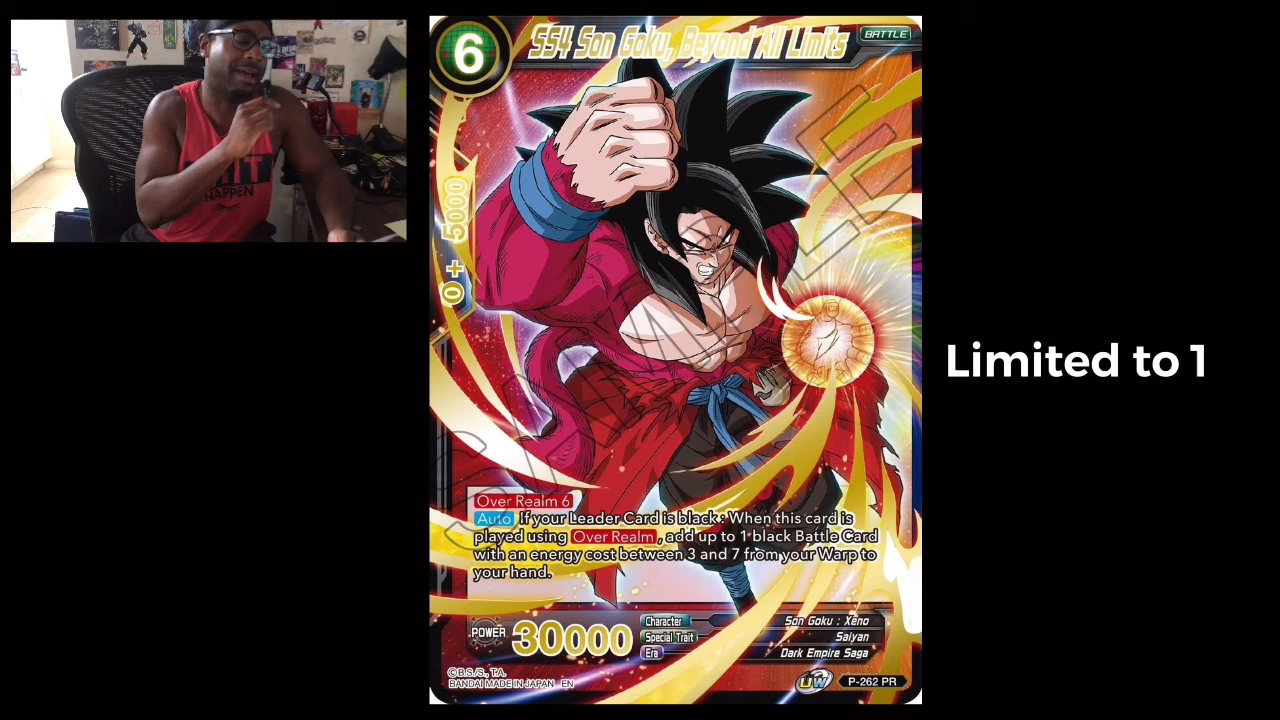 6
SS4 Son Goku, Beyond All Limits
BATTLE
HAPPEN
0 + 5000
SAMPLE
Limited to 1
Over Realm 6
Auto If your Leader Card is black : When this card is
played using Over Realm, add up to 1 black Battle Card
with an energy cost between 3 and 7 from your Warp to
your hand.
POWER 30000
Character Son Goku : Xeno
Special Trait Saiyan
Era Dark Empire Saga
©B.S./S., T.A.
BANDAI MADE IN JAPAN EN
UW P-262 PR